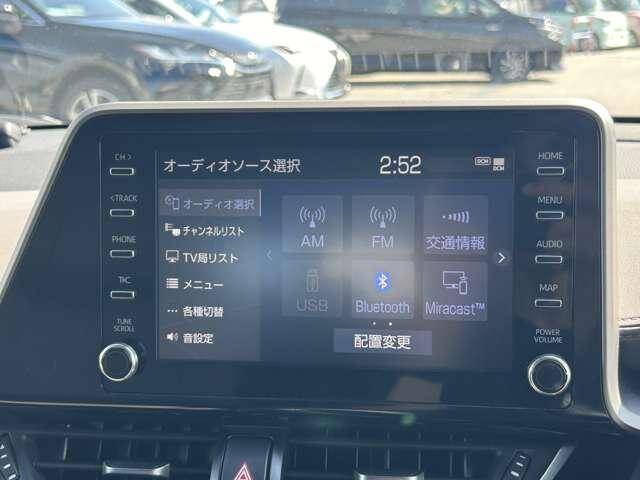 CH >
< TRACK
PHONE
T*C
TUNE
SCROLL
オーディオソース選択
2:52
DCM
DCM
オーディオ選択
チャンネルリスト
TV局リスト
メニュー
各種切替
音設定
AM
FM
交通情報
USB
Bluetooth
Miracast™
配置変更
HOME
MENU
AUDIO
MAP
POWER
VOLUME